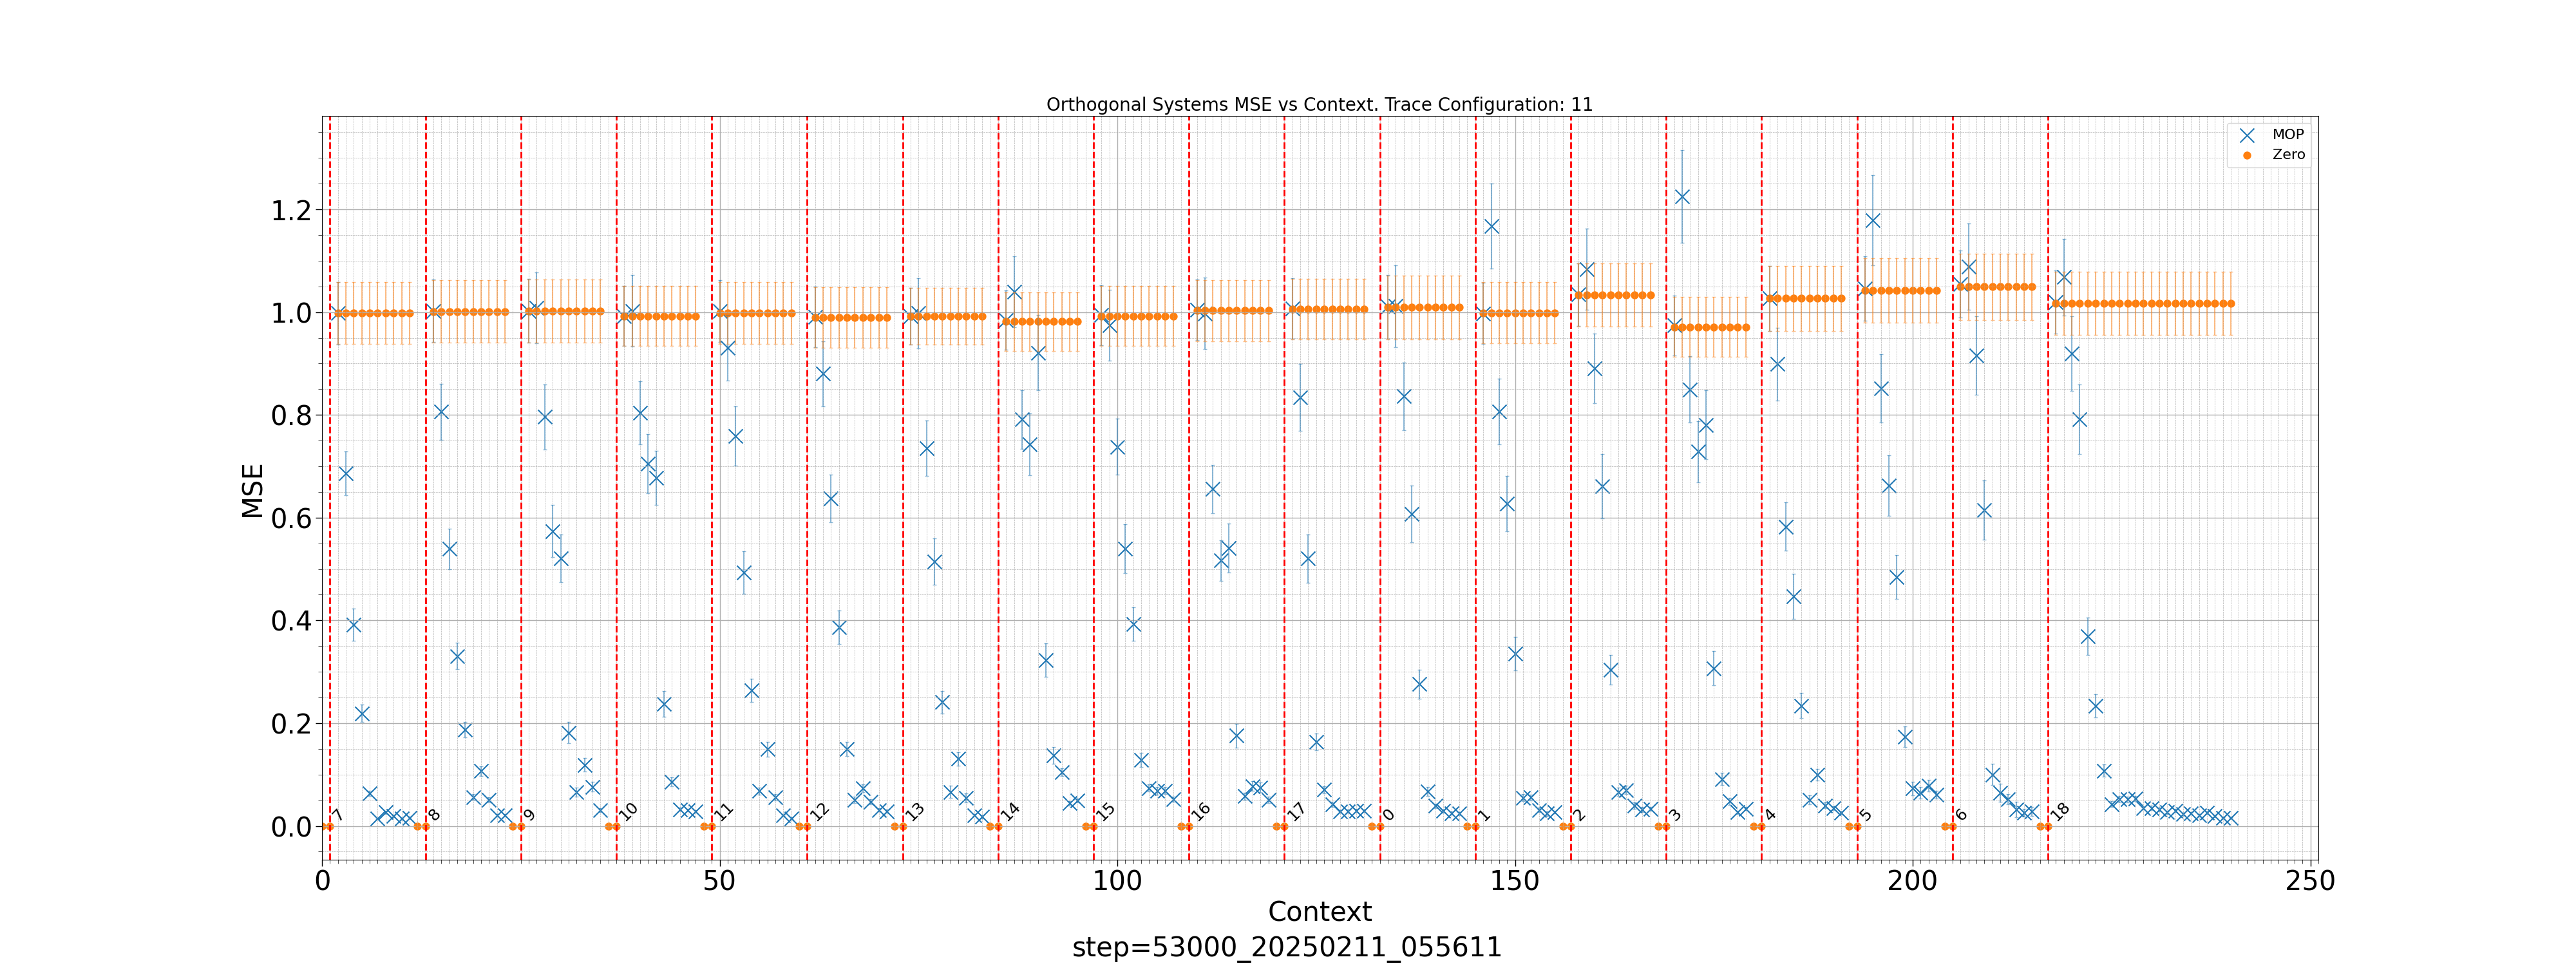 Orthogonal Systems MSE vs Context. Trace Configuration: 11
MOP
Zero
MSE
1.2
1.0
0.8
0.6
0.4
0.2
0.0
7 8 9 10 11 12 13 14 15 16 17 0 1 2 3 4 5 6 18
0 50 100 150 200 250
Context
step=53000_20250211_055611